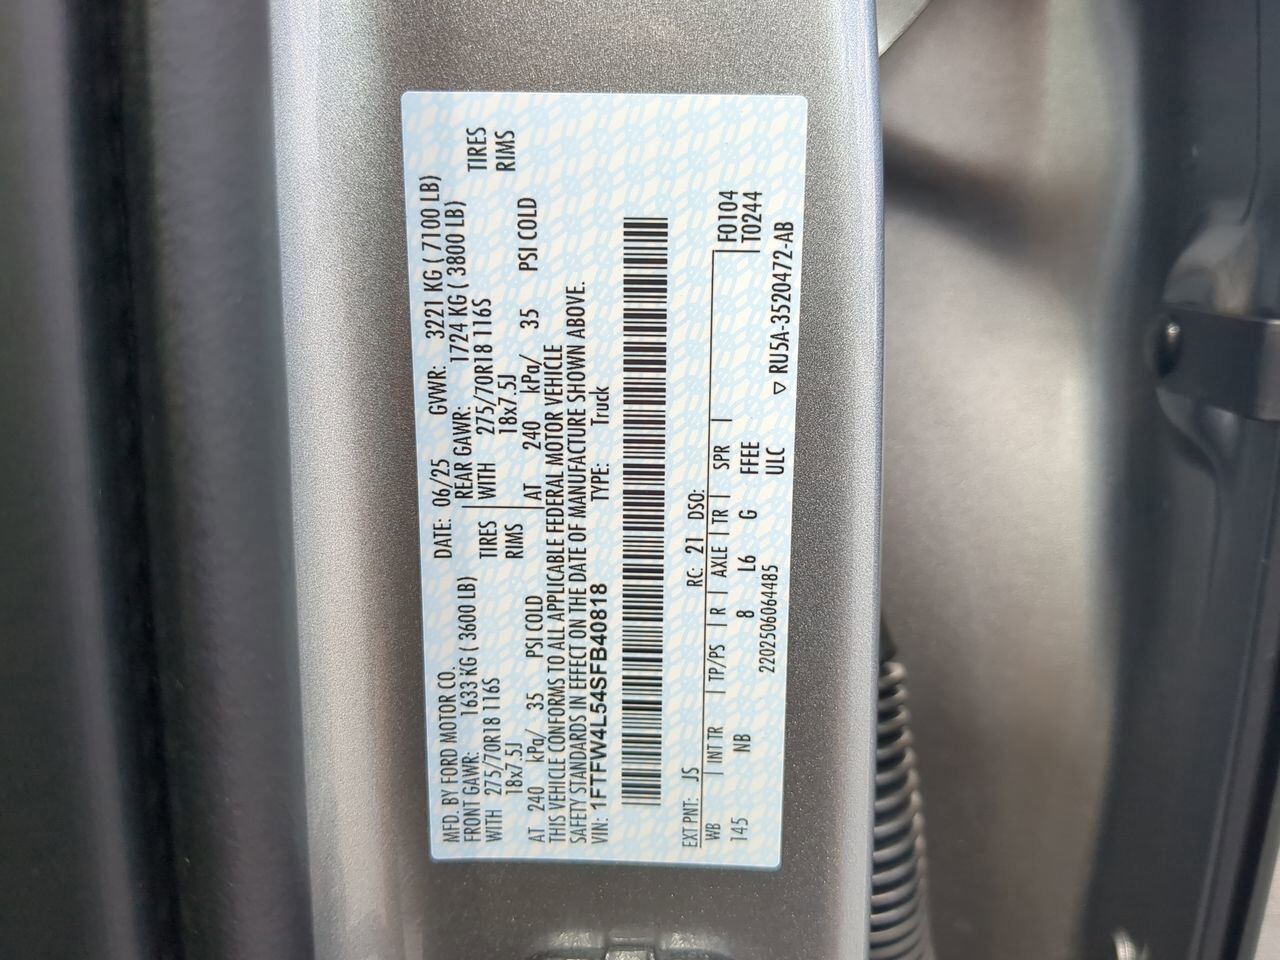 MFD. BY FORD MOTOR CO. DATE: 06/25 GVWR: 3221 KG ( 7100 LB)
FRONT GAWR: 1633 KG ( 3600 LB) REAR GAWR: 1724 KG ( 3800 LB)
WITH 275/70R18 116S TIRES WITH 275/70R18 116S TIRES
18x7.5J RIMS 18x7.5J RIMS
AT 240 kPa/ 35 PSI COLD AT 240 kPa/ 35 PSI COLD
THIS VEHICLE CONFORMS TO ALL APPLICABLE FEDERAL MOTOR VEHICLE
SAFETY STANDARDS IN EFFECT ON THE DATE OF MANUFACTURE SHOWN ABOVE.
VIN: 1FTFW4L54SFB40818 TYPE: Truck
EXT PNT: JS RC: 21 DSO:
WB | INT TR | TP/PS | R | AXLE | TR | SPR | F0104
145 NB 8 L6 G FFEE T0244
220250606485 ULC ▽ RU5A-3520472-AB